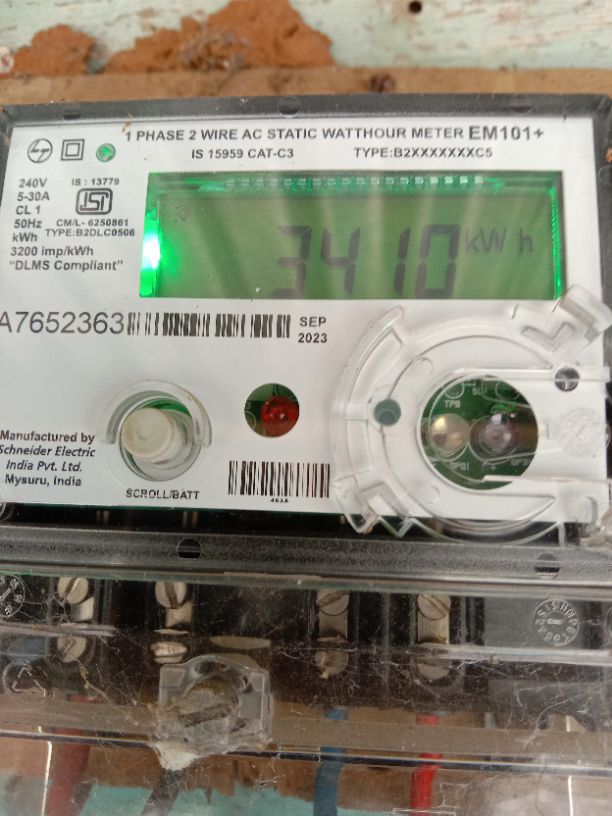 1 PHASE 2 WIRE AC STATIC WATTHOUR METER EM101+
IS 15959 CAT-C3 TYPE:B2XXXXXXXC5
240V IS : 13779
5-30A
CL 1
50Hz CM/L- 6250861
kWh TYPE:B2DLC0506
3200 imp/kWh
"DLMS Compliant"
3410 kWh
A7652363 SEP
2023
Manufactured by
Schneider Electric
India Pvt. Ltd.
Mysuru, India
SCROLL/BATT
TP9